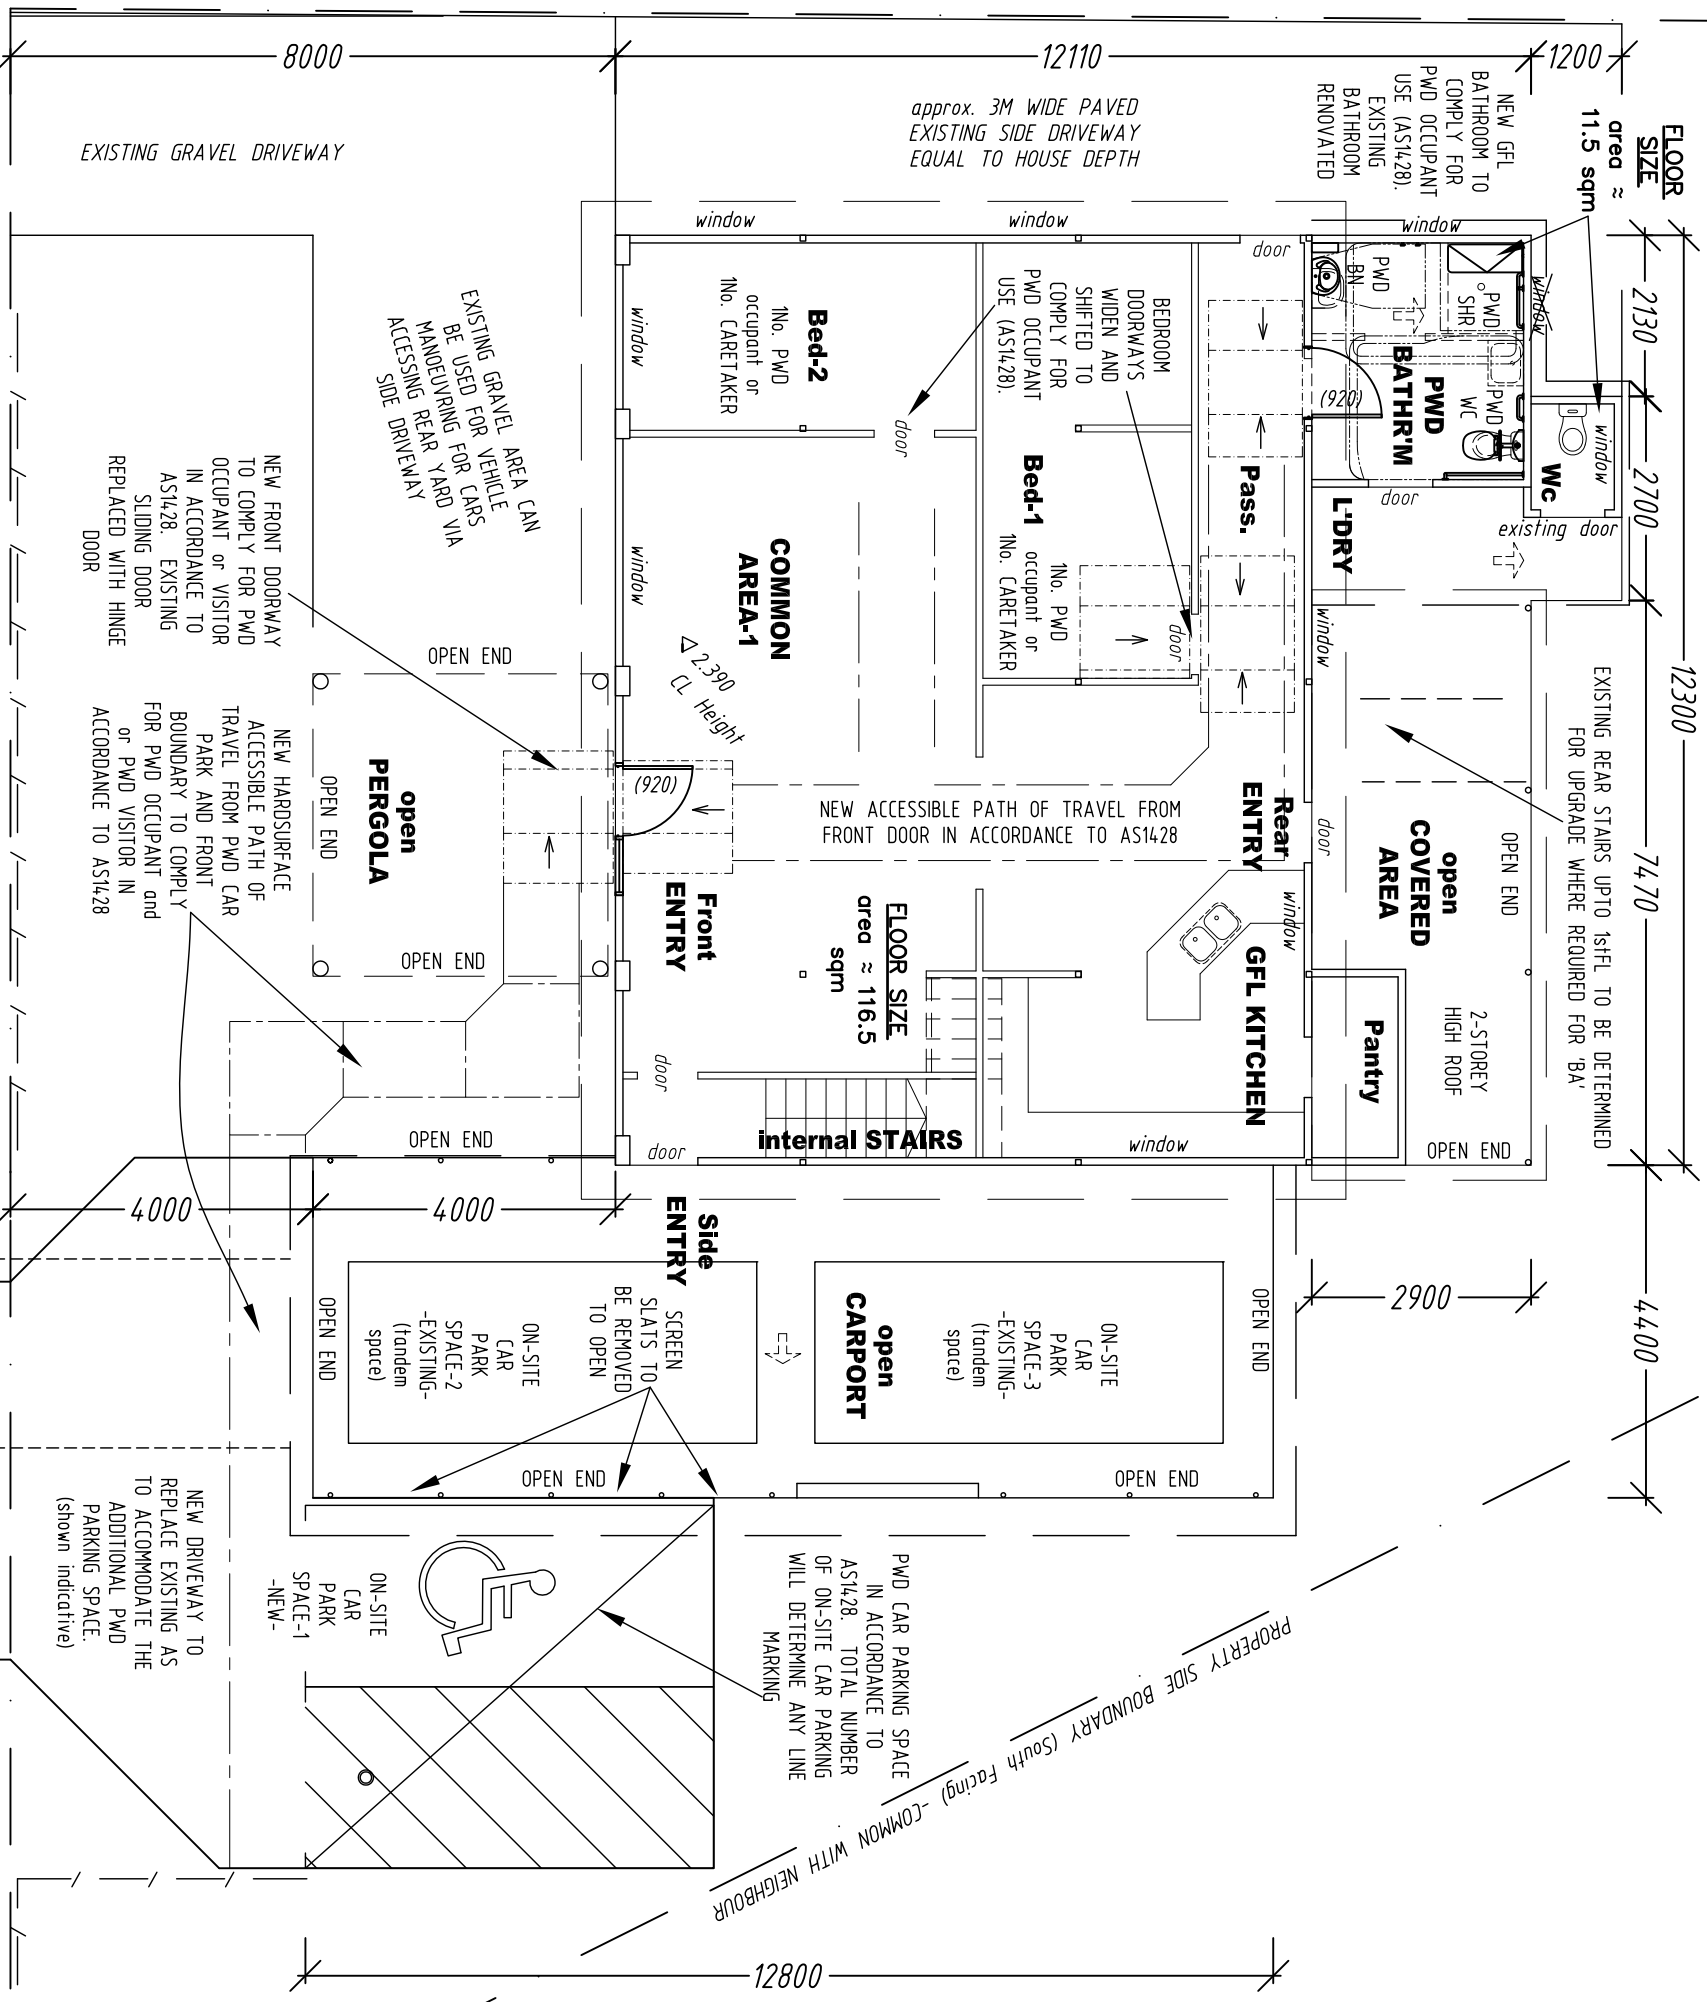 8000
12110
1200
EXISTING GRAVEL DRIVEWAY
approx. 3M WIDE PAVED
EXISTING SIDE DRIVEWAY
EQUAL TO HOUSE DEPTH
NEW GFL
BATHROOM TO
COMPLY FOR
PWD OCCUPANT
USE (AS1428).
EXISTING
BATHROOM
RENOVATED
FLOOR
SIZE
area ≈
11.5 sqm
2130
2700
12300
7470
4400
2900
window
window
window
window
door
PWD
BN
PWD
SHR
PWD
BATHR'M
PWD
WC
(920)
door
Wc
window
existing door
L'DRY
Pass.
BEDROOM
DOORWAYS
WIDEN AND
SHIFTED TO
COMPLY FOR
PWD OCCUPANT
USE (AS1428).
Bed-2
1No. PWD
occupant or
1No. CARETAKER
window
door
Bed-1
1No. PWD
occupant or
1No. CARETAKER
door
COMMON
AREA-1
window
2.390
CL Height
EXISTING GRAVEL AREA CAN
BE USED FOR VEHICLE
MANOEUVRING FOR CARS
ACCESSING REAR YARD VIA
SIDE DRIVEWAY
NEW FRONT DOORWAY
TO COMPLY FOR PWD
OCCUPANT or VISITOR
IN ACCORDANCE TO
AS1428. EXISTING
SLIDING DOOR
REPLACED WITH HINGE
DOOR
OPEN END
OPEN END
OPEN END
open
PERGOLA
(920)
NEW ACCESSIBLE PATH OF TRAVEL FROM
FRONT DOOR IN ACCORDANCE TO AS1428
Rear
ENTRY
door
window
window
open
COVERED
AREA
OPEN END
EXISTING REAR STAIRS UPTO 1stFL TO BE DETERMINED
FOR UPGRADE WHERE REQUIRED FOR 'BA'
2-STOREY
HIGH ROOF
OPEN END
Pantry
GFL KITCHEN
window
Front
ENTRY
FLOOR SIZE
area ≈ 116.5
sqm
door
door
internal STAIRS
NEW HARDSURFACE
ACCESSIBLE PATH OF
TRAVEL FROM PWD CAR
PARK AND FRONT
BOUNDARY TO COMPLY
FOR PWD OCCUPANT and
or PWD VISITOR IN
ACCORDANCE TO AS1428
OPEN END
4000
4000
Side
ENTRY
OPEN END
OPEN END
ON-SITE
CAR
PARK
SPACE-2
-EXISTING-
(tandem
space)
SCREEN
SLATS TO
BE REMOVED
TO OPEN
open
CARPORT
ON-SITE
CAR
PARK
SPACE-3
-EXISTING-
(tandem
space)
OPEN END
OPEN END
NEW DRIVEWAY TO
REPLACE EXISTING AS
TO ACCOMMODATE THE
ADDITIONAL PWD
PARKING SPACE.
(shown indicative)
ON-SITE
CAR
PARK
SPACE-1
-NEW-
PWD CAR PARKING SPACE
IN ACCORDANCE TO
AS1428. TOTAL NUMBER
OF ON-SITE CAR PARKING
WILL DETERMINE ANY LINE
MARKING
PROPERTY SIDE BOUNDARY (South Facing) -COMMON WITH NEIGHBOUR
12800